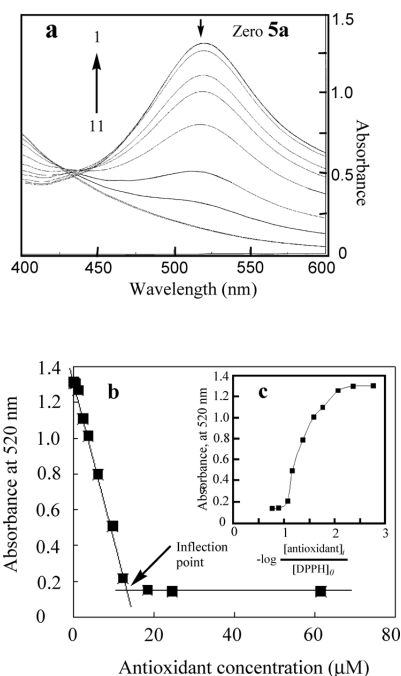 a 1 Zero 5a
11
1.5
1.0
0.5
0
Absorbance
400 450 500 550 600
Wavelength (nm)
b
1.4
1.2
1.0
0.8
0.6
0.4
0.2
0
Absorbance at 520 nm
Inflection
point
0 20 40 60 80
Antioxidant concentration (μM)
c
1.4
1.2
1.0
0.8
0.6
0.4
0.2
0
Absorbance, at 520 nm
0 1 2 3
-log [antioxidant]i
[DPPH]0